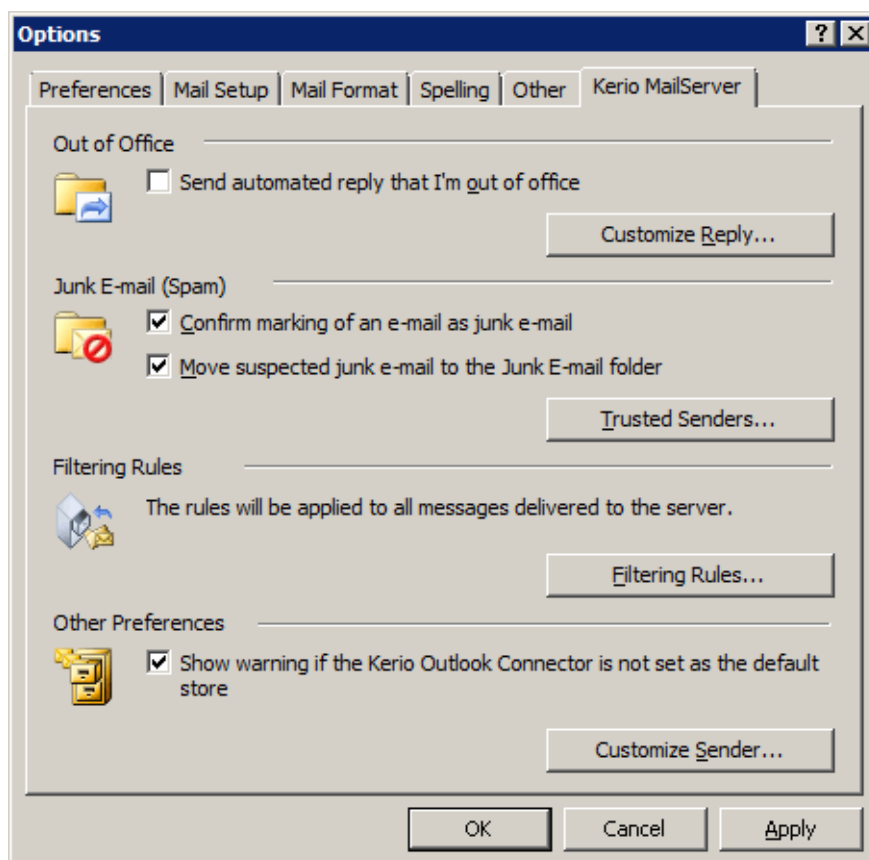 Options
Preferences Mail Setup Mail Format Spelling Other Kerio MailServer
Out of Office
Send automated reply that I'm out of office
Customize Reply...
Junk E-mail (Spam)
Confirm marking of an e-mail as junk e-mail
Move suspected junk e-mail to the Junk E-mail folder
Trusted Senders...
Filtering Rules
The rules will be applied to all messages delivered to the server.
Filtering Rules...
Other Preferences
Show warning if the Kerio Outlook Connector is not set as the default
store
Customize Sender...
OK Cancel Apply